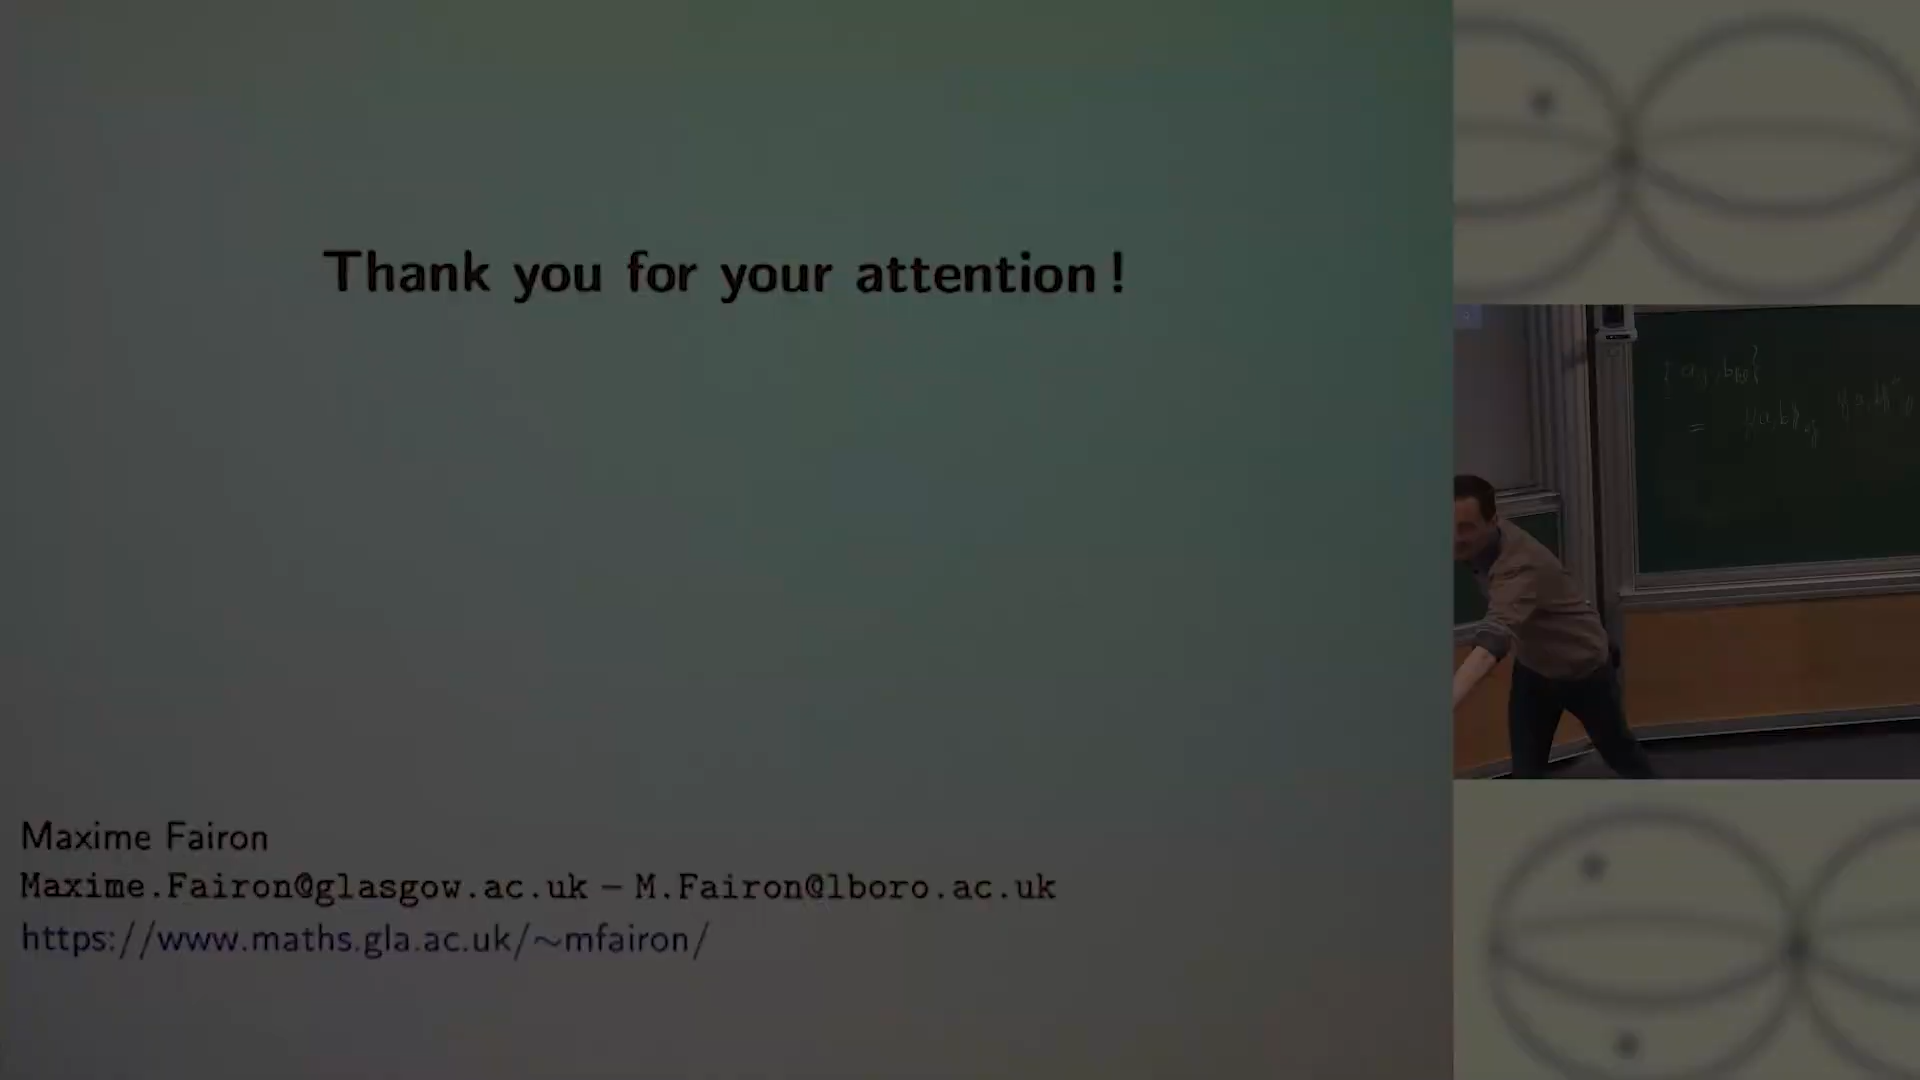 Thank you for your attention !
Maxime Fairon
Maxime.Fairon@glasgow.ac.uk – M.Fairon@lboro.ac.uk
https://www.maths.gla.ac.uk/~mfairon/